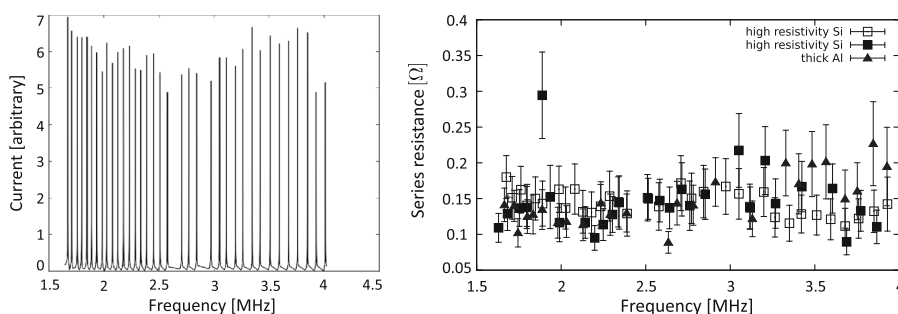 7
6
5
4
3
2
1
0
1.5 2 2.5 3 3.5 4 4.5
Current [arbitrary]
Frequency [MHz]
0.4
0.35
0.3
0.25
0.2
0.15
0.1
0.05
1.5 2 2.5 3 3.5 4
Series resistance [Ω]
Frequency [MHz]
high resistivity Si
high resistivity Si
thick Al